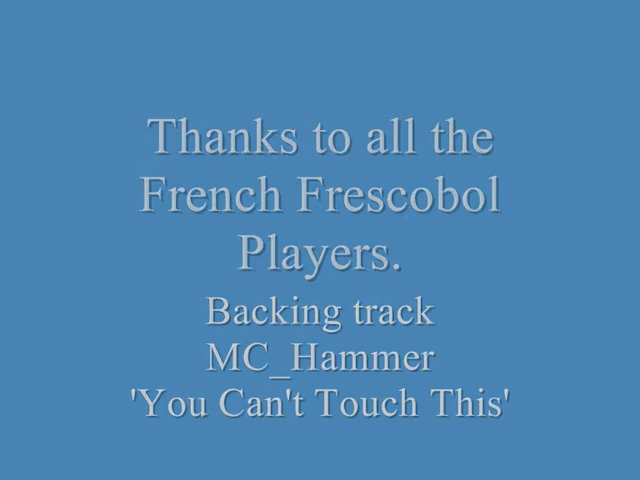 Thanks to all the
French Frescobol
Players.
Backing track
MC_Hammer
'You Can't Touch This'